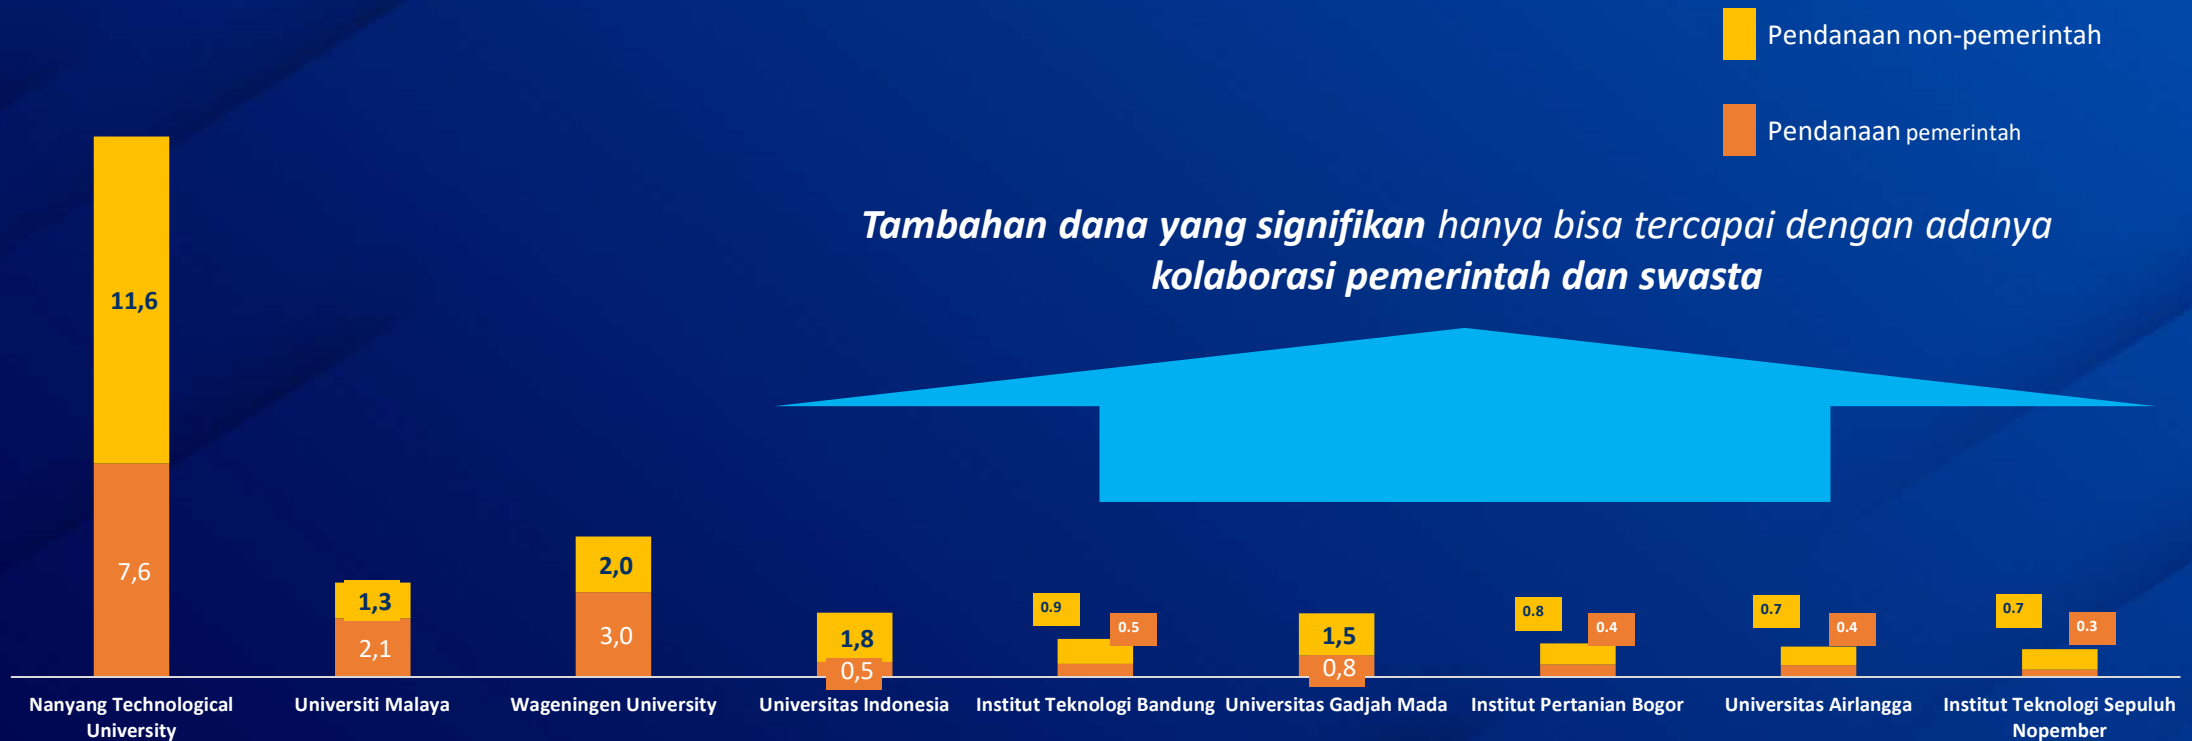 Pendanaan non-pemerintah
Pendanaan pemerintah
Tambahan dana yang signifikan hanya bisa tercapai dengan adanya
kolaborasi pemerintah dan swasta
11,6
7,6
1,3
2,1
2,0
3,0
1,8
0,5
0.9
0.5
1,5
0,8
0.8
0.4
0.7
0.4
0.7
0.3
Nanyang Technological
University
Universiti Malaya
Wageningen University
Universitas Indonesia
Institut Teknologi Bandung
Universitas Gadjah Mada
Institut Pertanian Bogor
Universitas Airlangga
Institut Teknologi Sepuluh
Nopember